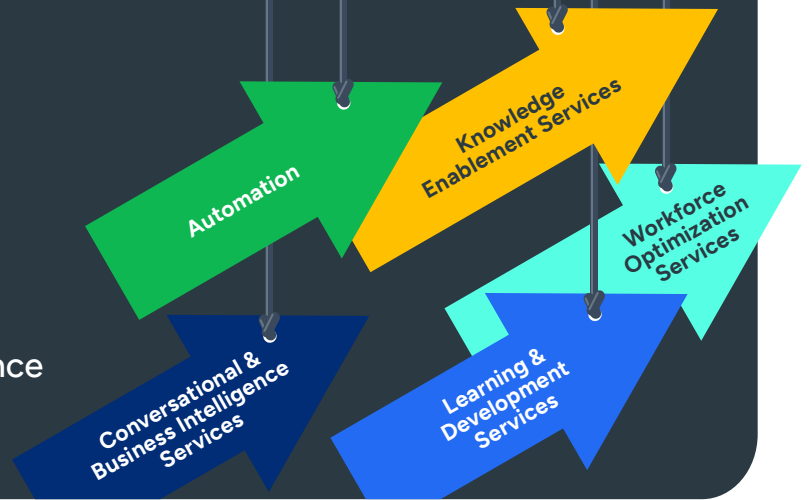 Knowledge
Enablement Services
Automation
Workforce
Optimization
Services
nce
Conversational &
Business Intelligence
Services
Learning &
Development
Services